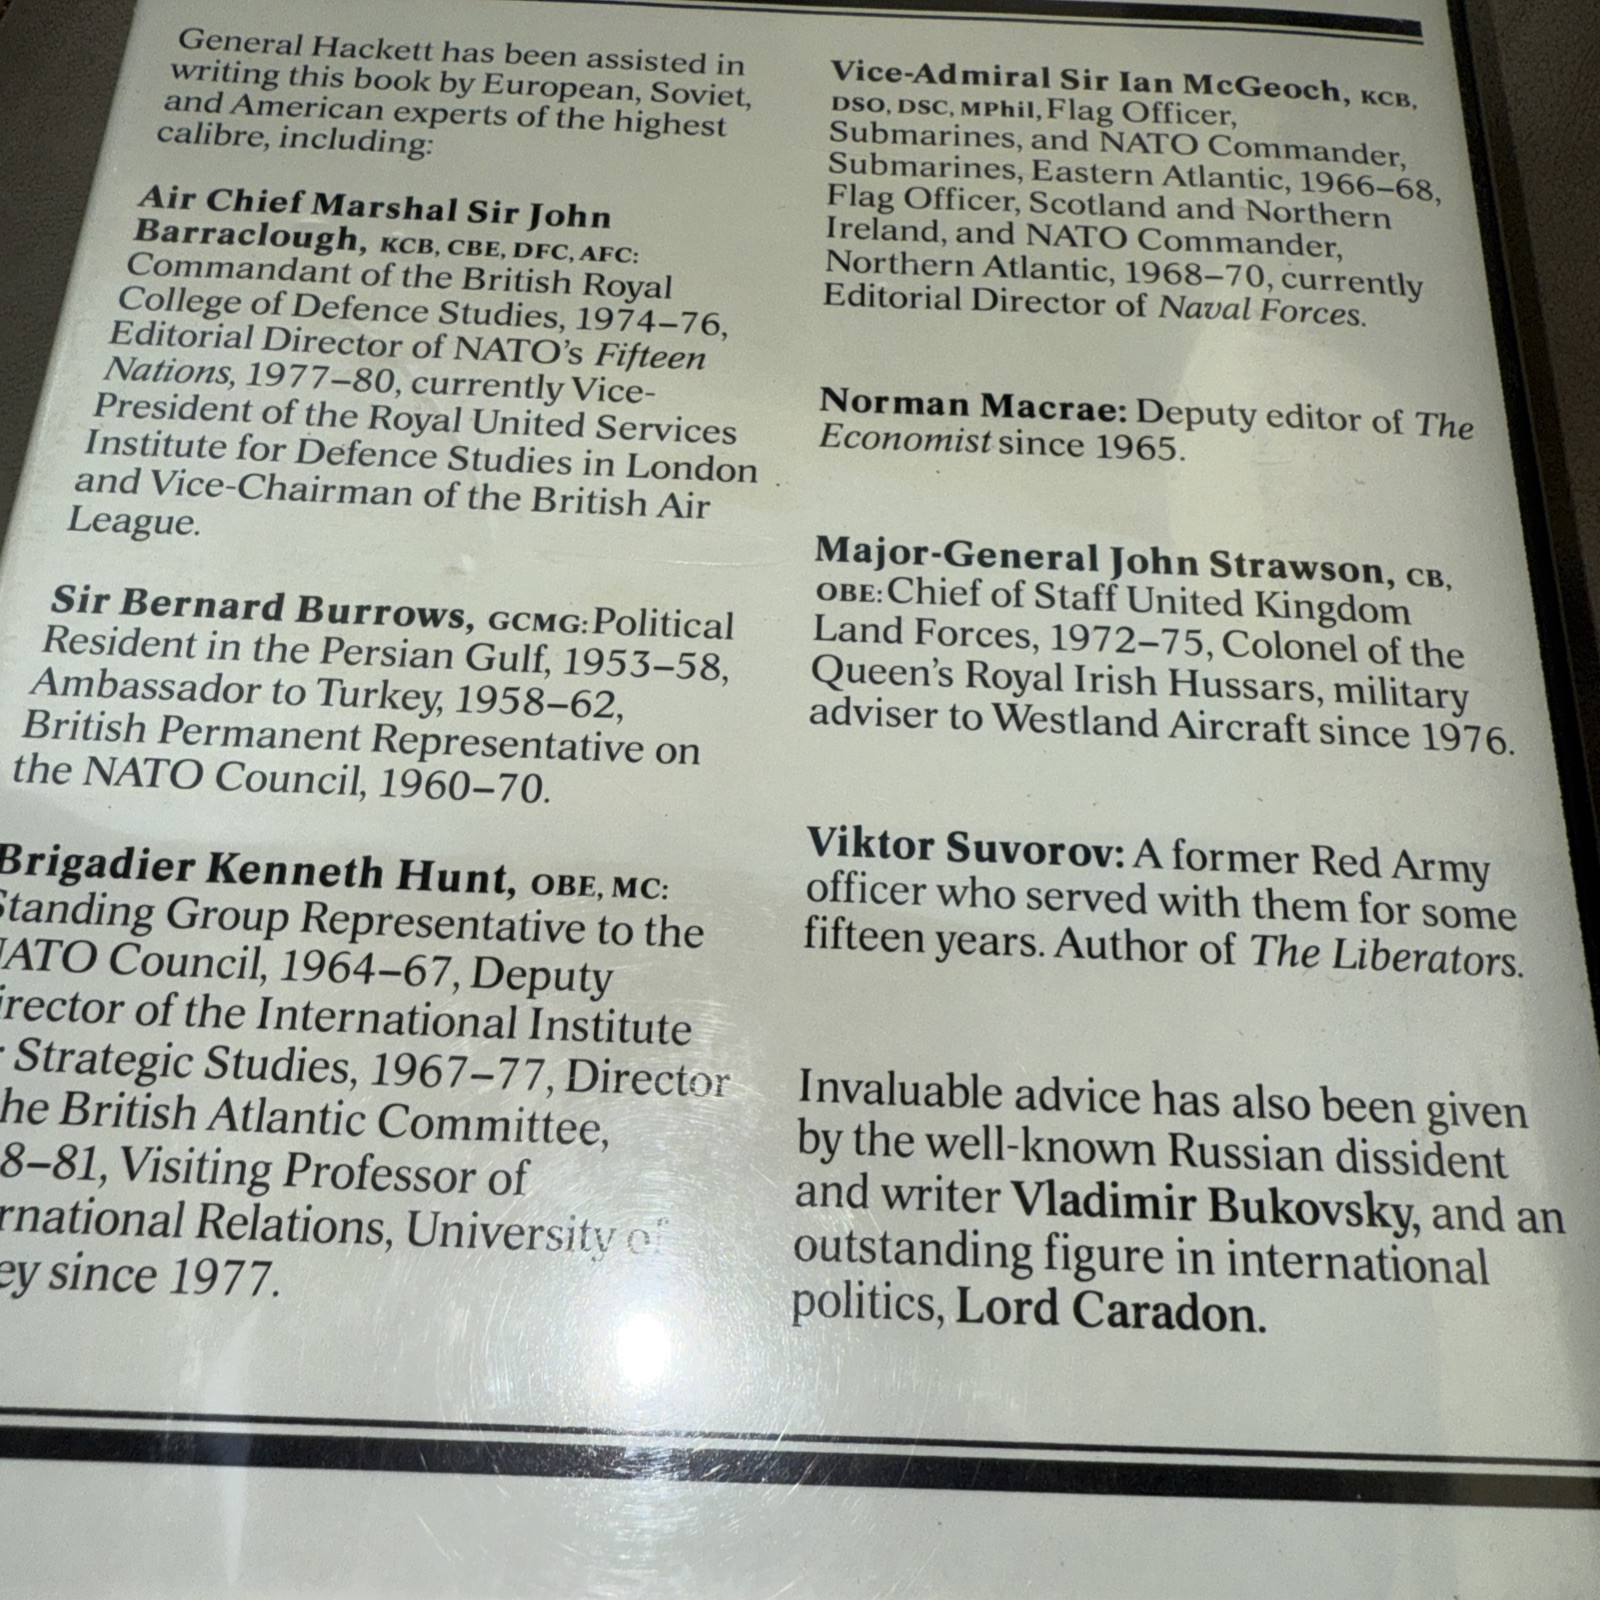 General Hackett has been assisted in
writing this book by European, Soviet,
and American experts of the highest
calibre, including:
Air Chief Marshal Sir John
Barraclough, KCB, CBE, DFC, AFC:
Commandant of the British Royal
College of Defence Studies, 1974–76,
Editorial Director of NATO's Fifteen
Nations, 1977–80, currently Vice-
President of the Royal United Services
Institute for Defence Studies in London
and Vice-Chairman of the British Air
League.
Sir Bernard Burrows, GCMG: Political
Resident in the Persian Gulf, 1953–58,
Ambassador to Turkey, 1958–62,
British Permanent Representative on
the NATO Council, 1960–70.
Brigadier Kenneth Hunt, OBE, MC:
Standing Group Representative to the
NATO Council, 1964–67, Deputy
irector of the International Institute
Strategic Studies, 1967–77, Director
he British Atlantic Committee,
8–81, Visiting Professor of
rnational Relations, University of
ey since 1977.
Vice-Admiral Sir Ian McGeoch, KCB,
DSO, DSC, MPhil, Flag Officer,
Submarines, and NATO Commander,
Submarines, Eastern Atlantic, 1966–68,
Flag Officer, Scotland and Northern
Ireland, and NATO Commander,
Northern Atlantic, 1968–70, currently
Editorial Director of Naval Forces.
Norman Macrae: Deputy editor of The
Economist since 1965.
Major-General John Strawson, CB,
OBE: Chief of Staff United Kingdom
Land Forces, 1972–75, Colonel of the
Queen's Royal Irish Hussars, military
adviser to Westland Aircraft since 1976.
Viktor Suvorov: A former Red Army
officer who served with them for some
fifteen years. Author of The Liberators.
Invaluable advice has also been given
by the well-known Russian dissident
and writer Vladimir Bukovsky, and an
outstanding figure in international
politics, Lord Caradon.